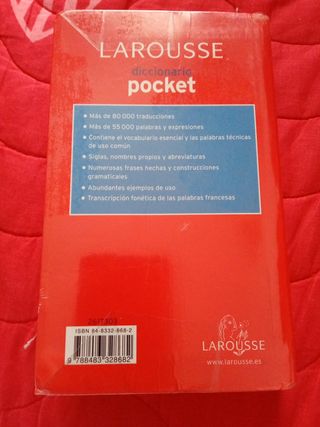 LAROUSSE
diccionario
pocket
• Más de 80 000 traducciones
• Más de 55 000 palabras y expresiones
• Contiene el vocabulario esencial y las palabras técnicas
de uso común
• Siglas, nombres propios y abreviaturas
• Numerosas frases hechas y construcciones
gramaticales
• Abundantes ejemplos de uso
• Transcripción fonética de las palabras francesas
2617303
ISBN 84-8332-868-2
9 788483 328682
LAROUSSE
www.larousse.es